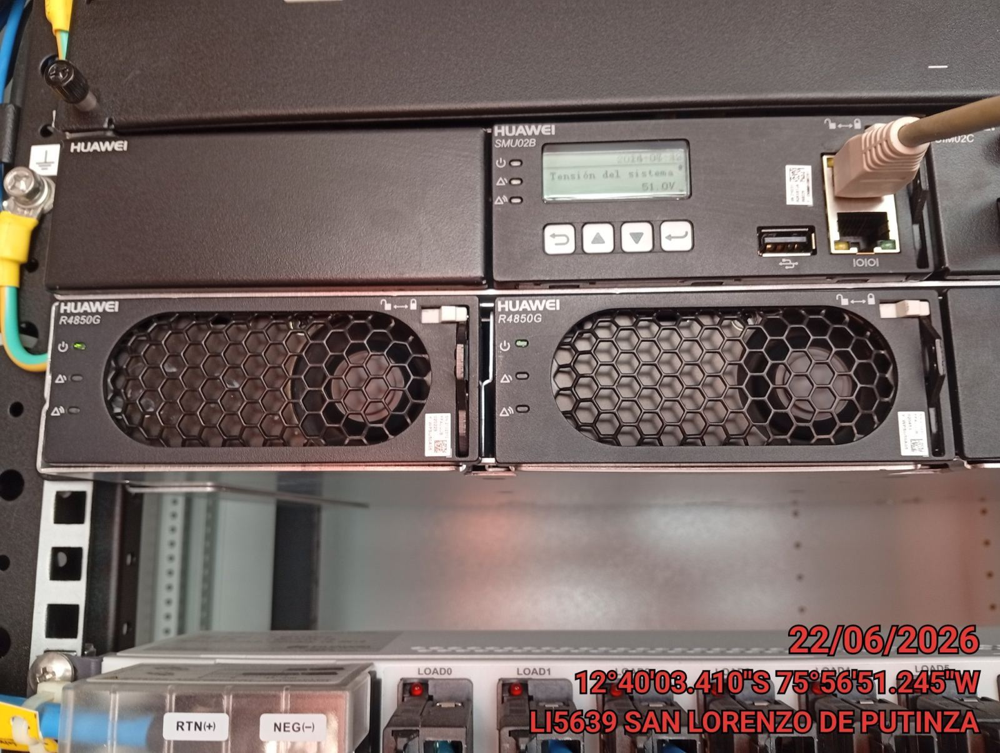 HUAWEI
HUAWEI
SMU02B
Tensión del sistema
51.0V
HUAWEI
R4850G
HUAWEI
R4850G
LOAD0
LOAD1
RTN(+)
NEG(−)
22/06/2026
12°40'03.410"S 75°56'51.245"W
LI5639 SAN LORENZO DE PUTINZA